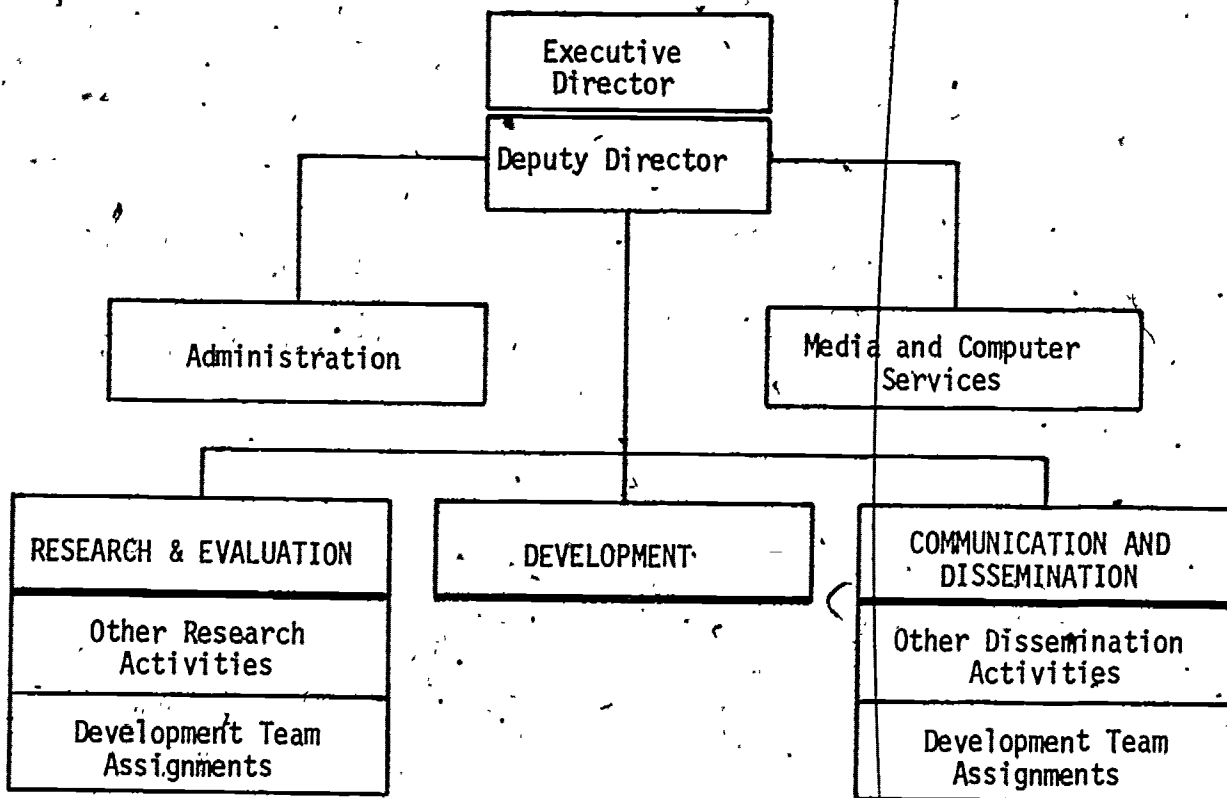 Executive
Director
Deputy Director
Administration
Media and Computer
Services
RESEARCH & EVALUATION
DEVELOPMENT
COMMUNICATION AND
DISSEMINATION
Other Research
Activities
Other Dissemination
Activities
Development Team
Assignments
Development Team
Assignments